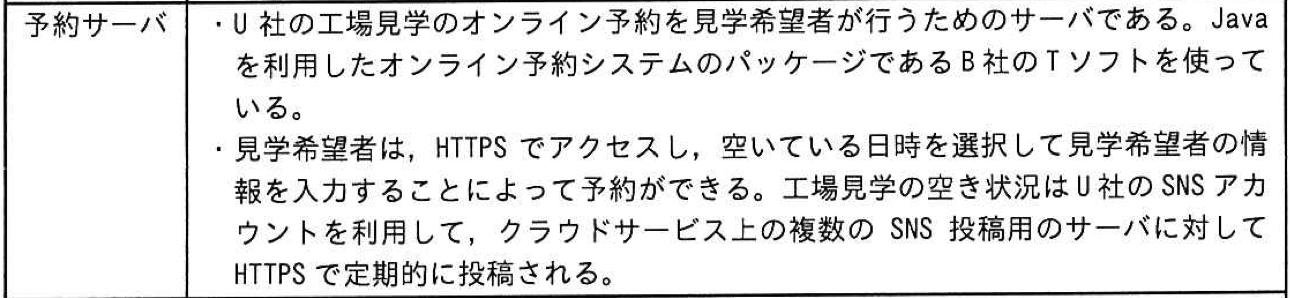 予約サーバ
・U 社の工場見学のオンライン予約を見学希望者が行うためのサーバである。Java
を利用したオンライン予約システムのパッケージであるB社のTソフトを使って
いる。
・見学希望者は，HTTPS でアクセスし，空いている日時を選択して見学希望者の情
報を入力することによって予約ができる。工場見学の空き状況はU社の SNS アカ
ウントを利用して，クラウドサービス上の複数の SNS 投稿用のサーバに対して
HTTPS で定期的に投稿される。